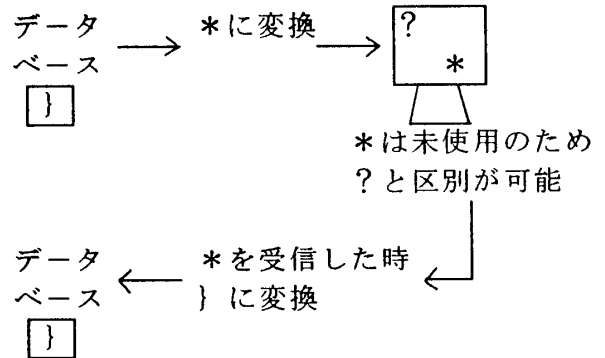 データ
ベース
}
*に変換
?
*
*は未使用のため
?と区別が可能
*を受信した時
}に変換
データ
ベース
}